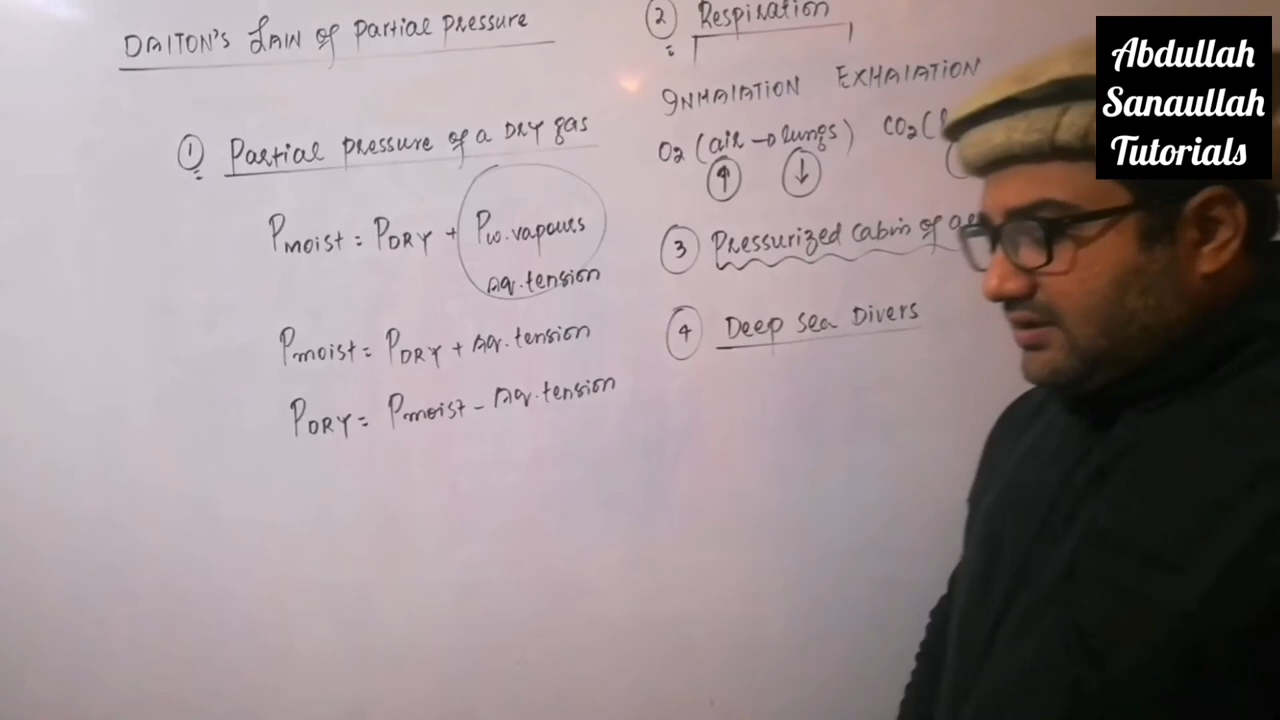 DALTON'S LAW of Partial Pressure
① Partial Pressure of a DRY gas
Pmoist = PDRY + Pw.vapours
Aq.tension
Pmoist = PDRY + Aq.tension
PDRY = Pmoist - Aq.tension
② Respiration
INHALATION EXHALATION
O2 (air → lungs) CO2 (
↑ ↓
③ Pressurized Cabin of
④ Deep Sea Divers
Abdullah
Sanaullah
Tutorials